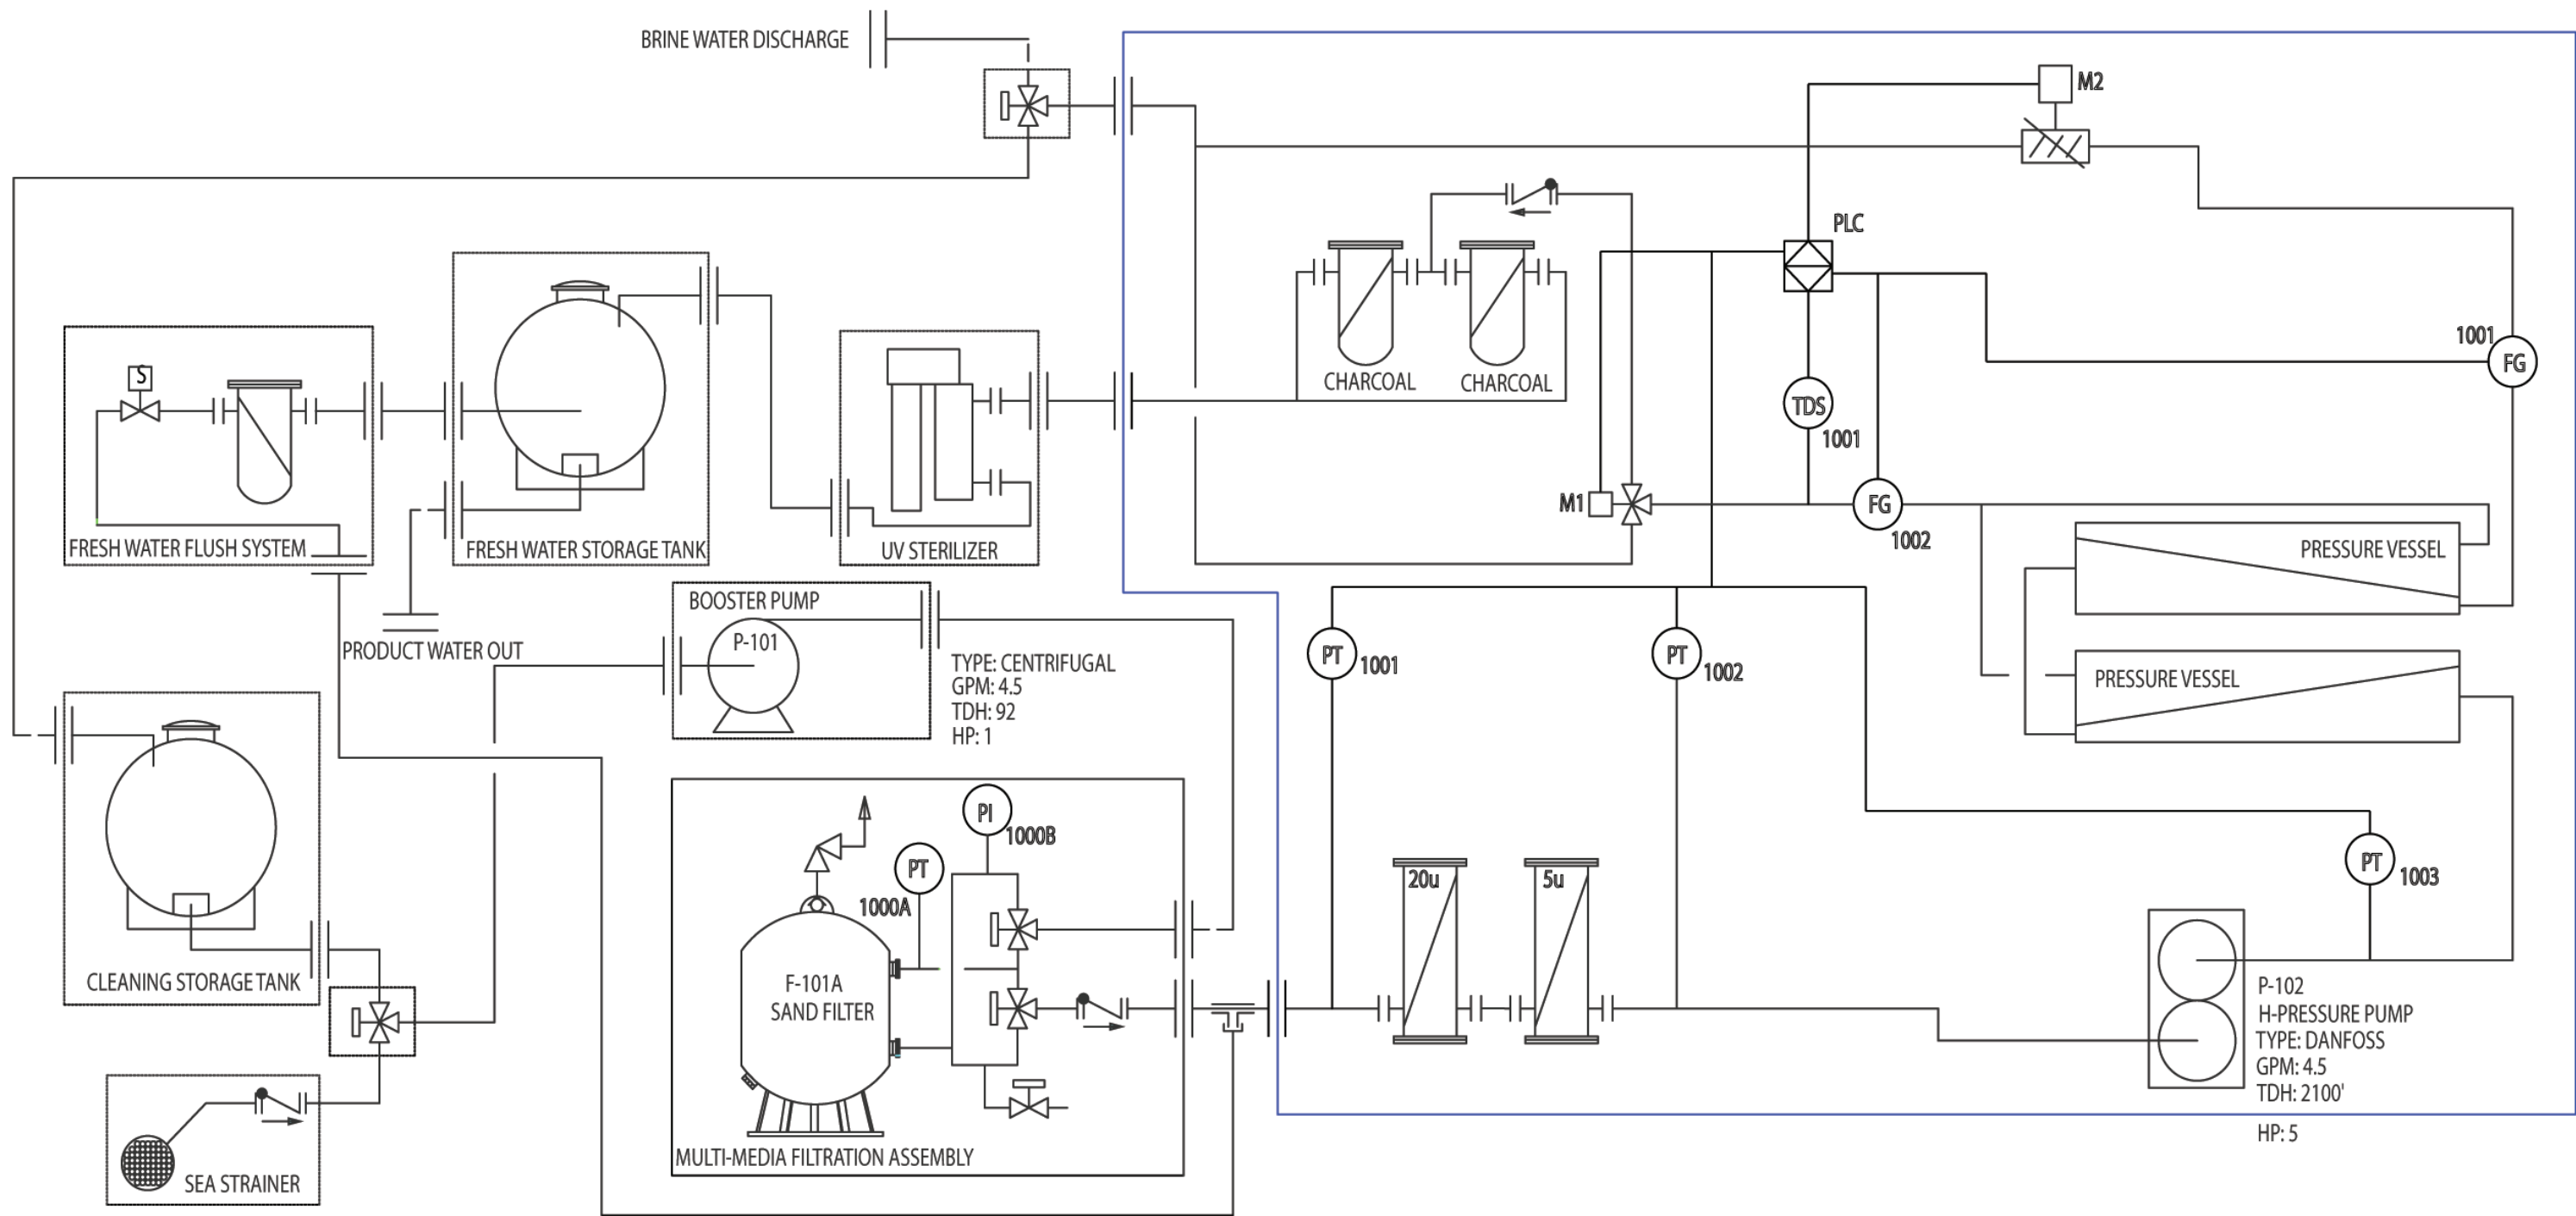 BRINE WATER DISCHARGE
M2
PLC
1001
FG
CHARCOAL
CHARCOAL
TDS
1001
S
M1
FG
1002
FRESH WATER FLUSH SYSTEM
FRESH WATER STORAGE TANK
UV STERILIZER
PRESSURE VESSEL
BOOSTER PUMP
P-101
PRODUCT WATER OUT
TYPE: CENTRIFUGAL
GPM: 4.5
TDH: 92
HP: 1
PT
1001
PT
1002
PRESSURE VESSEL
PI
1000B
PT
1000A
20u
5u
PT
1003
F-101A
SAND FILTER
CLEANING STORAGE TANK
P-102
H-PRESSURE PUMP
TYPE: DANFOSS
GPM: 4.5
TDH: 2100'
HP: 5
MULTI-MEDIA FILTRATION ASSEMBLY
SEA STRAINER